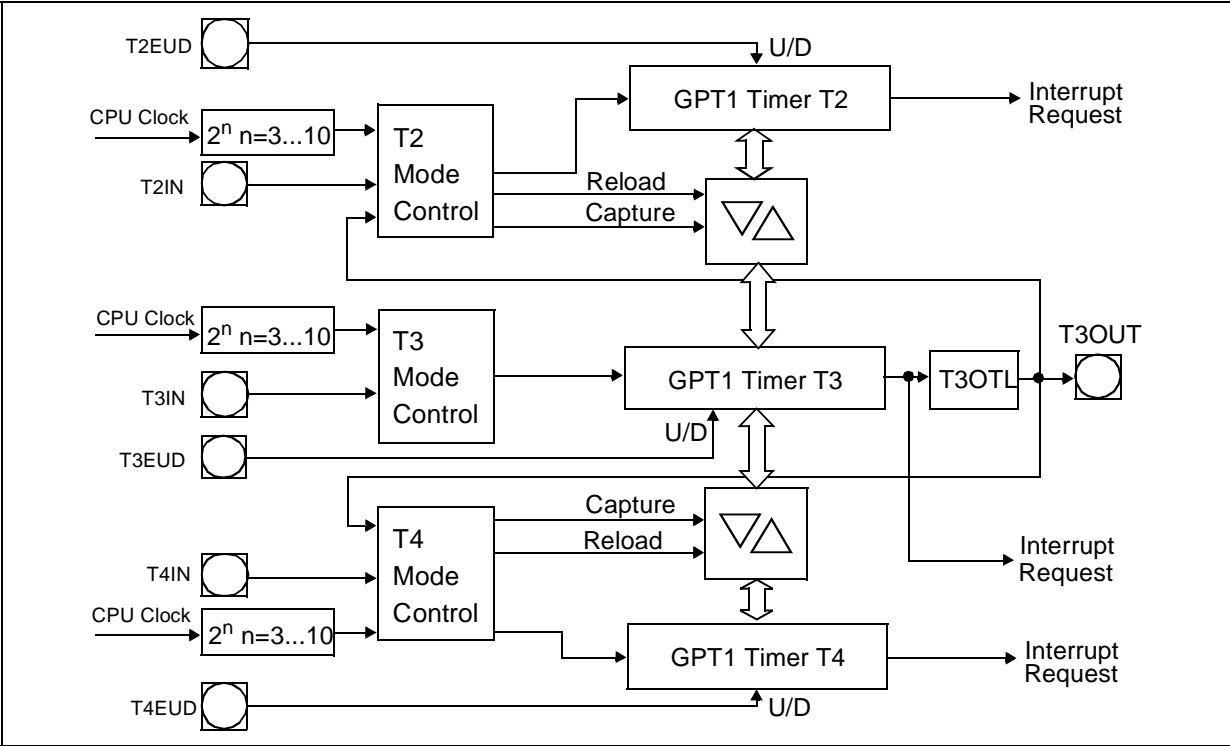 T2EUD
U/D
GPT1 Timer T2
Interrupt
Request
CPU Clock
2ⁿ n=3...10
T2IN
T2
Mode
Control
Reload
Capture
CPU Clock
2ⁿ n=3...10
T3IN
T3EUD
T3
Mode
Control
GPT1 Timer T3
U/D
T3OTL
T3OUT
Capture
Reload
T4
Mode
Control
T4IN
CPU Clock
2ⁿ n=3...10
Interrupt
Request
GPT1 Timer T4
Interrupt
Request
T4EUD
U/D